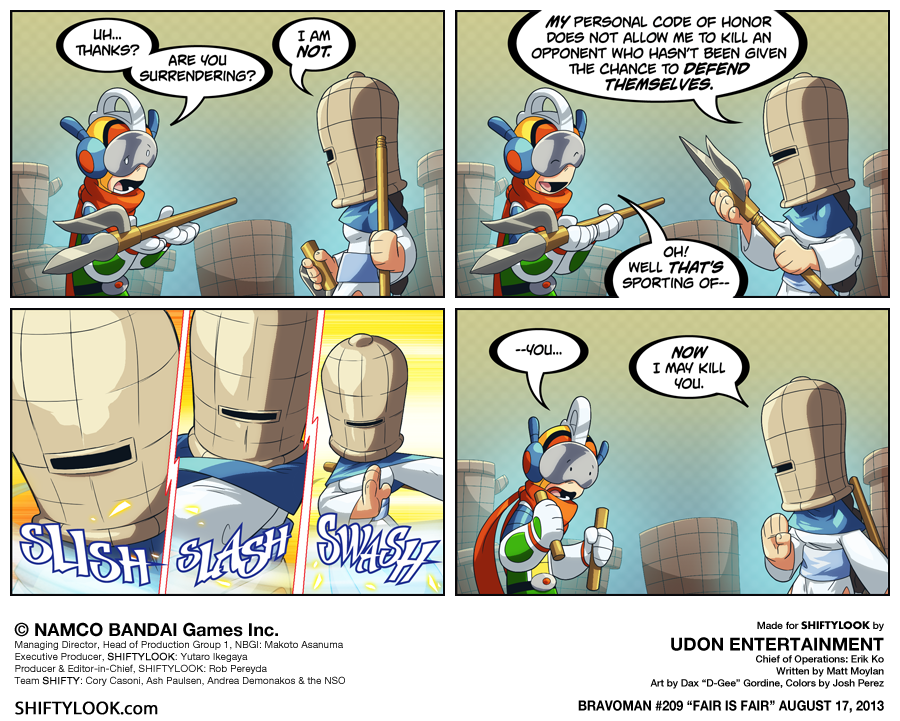 UH...
THANKS?
ARE YOU
SURRENDERING?
I AM
NOT.
MY PERSONAL CODE OF HONOR
DOES NOT ALLOW ME TO KILL AN
OPPONENT WHO HASN'T BEEN GIVEN
THE CHANCE TO DEFEND
THEMSELVES.
OH!
WELL THAT'S
SPORTING OF--
SLISH
SLASH
SWASH
--YOU...
NOW
I MAY KILL
YOU.
© NAMCO BANDAI Games Inc.
Managing Director, Head of Production Group 1, NBGI: Makoto Asanuma
Executive Producer, SHIFTYLOOK: Yutaro Ikegaya
Producer & Editor-in-Chief, SHIFTYLOOK: Rob Pereyda
Team SHIFTY: Cory Casoni, Ash Paulsen, Andrea Demonakos & the NSO
SHIFTYLOOK.com
Made for SHIFTYLOOK by
UDON ENTERTAINMENT
Chief of Operations: Erik Ko
Written by Matt Moylan
Art by Dax "D-Gee" Gordine, Colors by Josh Perez
BRAVOMAN #209 "FAIR IS FAIR" AUGUST 17, 2013